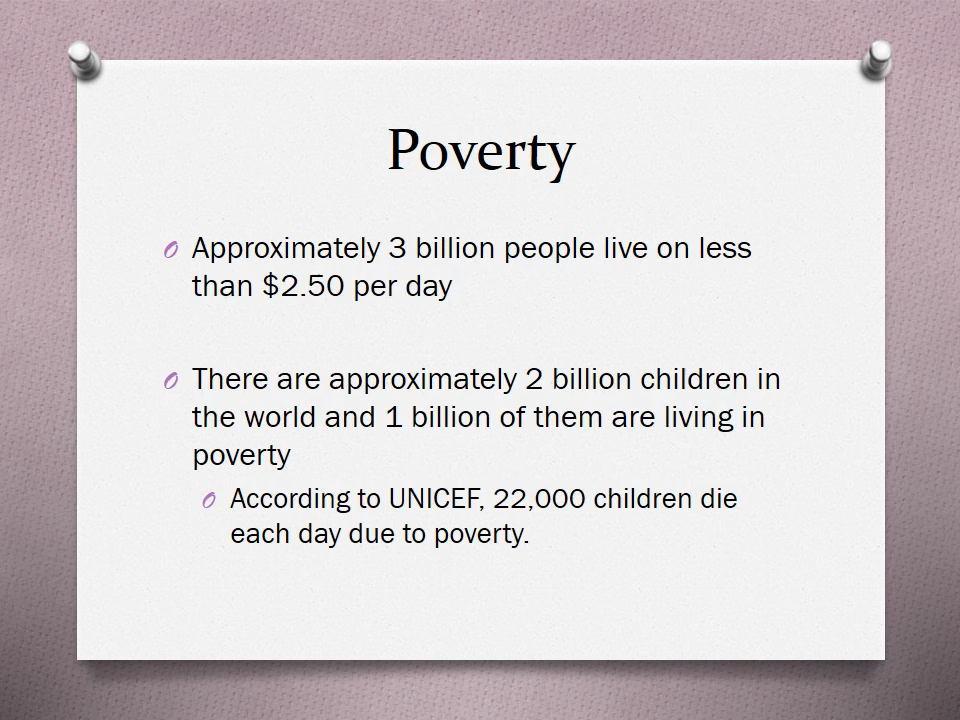 Poverty
Approximately 3 billion people live on less
than $2.50 per day
There are approximately 2 billion children in
the world and 1 billion of them are living in
poverty
According to UNICEF, 22,000 children die
each day due to poverty.